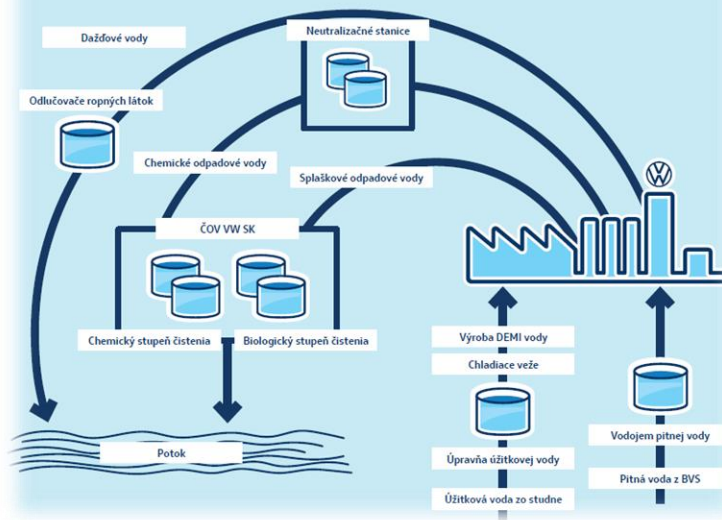 Dažďové vody
Neutralizačné stanice
Odlučovače ropných látok
Chemické odpadové vody
Splaškové odpadové vody
ČOV VW SK
Chemický stupeň čistenia
Biologický stupeň čistenia
Potok
Výroba DEMI vody
Chladiace veže
Úpravňa úžitkovej vody
Úžitková voda zo studne
Vodojem pitnej vody
Pitná voda z BVS
VW